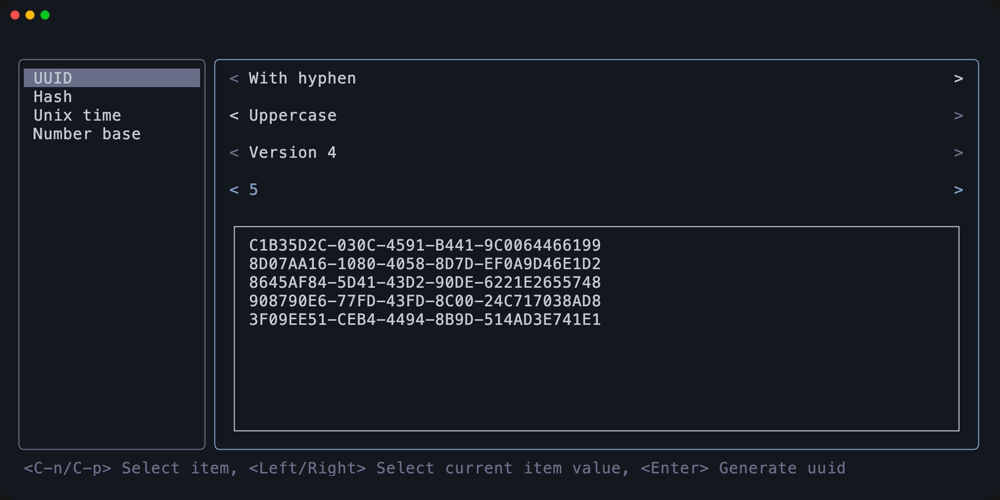 UUID
Hash
Unix time
Number base
< With hyphen >
< Uppercase >
< Version 4 >
< 5 >
C1B35D2C-030C-4591-B441-9C0064466199
8D07AA16-1080-4058-8D7D-EF0A9D46E1D2
8645AF84-5D41-43D2-90DE-6221E2655748
908790E6-77FD-43FD-8C00-24C717038AD8
3F09EE51-CEB4-4494-8B9D-514AD3E741E1
<C-n/C-p> Select item, <Left/Right> Select current item value, <Enter> Generate uuid